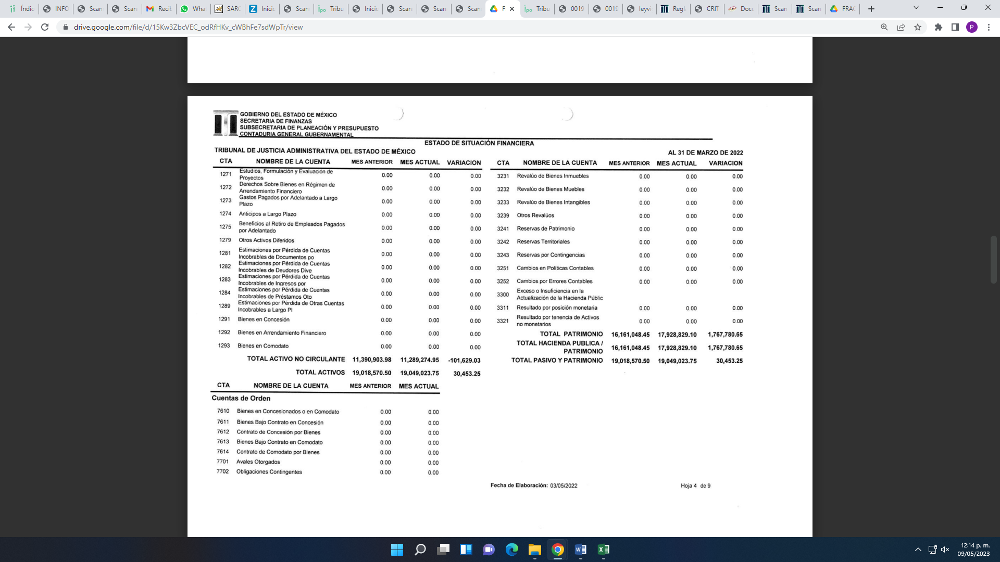 Índic
INFO
Scan
Scan
Recib
What
SARC
Inicio
Scan
Tribu
Inicio
Scan
Scan
Scan
F
Tribu
0019
0019
leyvi
Regla
CRIT
Docu
Scan
Scan
FRAC
drive.google.com/file/d/15Kw3ZbcVEC_odRfHKv_cWBhFe7sdWpTr/view
P
GOBIERNO DEL ESTADO DE MÉXICO
SECRETARIA DE FINANZAS
SUBSECRETARIA DE PLANEACIÓN Y PRESUPUESTO
CONTADURIA GENERAL GUBERNAMENTAL
ESTADO DE SITUACIÓN FINANCIERA
TRIBUNAL DE JUSTICIA ADMINISTRATIVA DEL ESTADO DE MÉXICO
AL 31 DE MARZO DE 2022
CTA NOMBRE DE LA CUENTA MES ANTERIOR MES ACTUAL VARIACION
1271 Estudios, Formulación y Evaluación de
Proyectos 0.00 0.00 0.00
1272 Derechos Sobre Bienes en Régimen de
Arrendamiento Financiero 0.00 0.00 0.00
1273 Gastos Pagados por Adelantado a Largo
Plazo 0.00 0.00 0.00
1274 Anticipos a Largo Plazo 0.00 0.00 0.00
1275 Beneficios al Retiro de Empleados Pagados
por Adelantado 0.00 0.00 0.00
1279 Otros Activos Diferidos 0.00 0.00 0.00
1281 Estimaciones por Pérdida de Cuentas
Incobrables de Documentos po 0.00 0.00 0.00
1282 Estimaciones por Pérdida de Cuentas
Incobrables de Deudores Dive 0.00 0.00 0.00
1283 Estimaciones por Pérdida de Cuentas
Incobrables de Ingresos por 0.00 0.00 0.00
1284 Estimaciones por Pérdida de Cuentas
Incobrables de Préstamos Oto 0.00 0.00 0.00
1289 Estimaciones por Pérdida de Otras Cuentas
Incobrables a Largo Pl 0.00 0.00 0.00
1291 Bienes en Concesión 0.00 0.00 0.00
1292 Bienes en Arrendamiento Financiero 0.00 0.00 0.00
1293 Bienes en Comodato 0.00 0.00 0.00
TOTAL ACTIVO NO CIRCULANTE 11,390,903.98 11,289,274.95 -101,629.03
TOTAL ACTIVOS 19,018,570.50 19,049,023.75 30,453.25
CTA NOMBRE DE LA CUENTA MES ANTERIOR MES ACTUAL
Cuentas de Orden
7610 Bienes en Concesionados o en Comodato 0.00 0.00
7611 Bienes Bajo Contrato en Concesión 0.00 0.00
7612 Contrato de Concesión por Bienes 0.00 0.00
7613 Bienes Bajo Contrato en Comodato 0.00 0.00
7614 Contrato de Comodato por Bienes 0.00 0.00
7701 Avales Otorgados 0.00 0.00
7702 Obligaciones Contingentes 0.00 0.00
CTA NOMBRE DE LA CUENTA MES ANTERIOR MES ACTUAL VARIACION
3231 Revalúo de Bienes Inmuebles 0.00 0.00 0.00
3232 Revalúo de Bienes Muebles 0.00 0.00 0.00
3233 Revalúo de Bienes Intangibles 0.00 0.00 0.00
3239 Otros Revalúos 0.00 0.00 0.00
3241 Reservas de Patrimonio 0.00 0.00 0.00
3242 Reservas Territoriales 0.00 0.00 0.00
3243 Reservas por Contingencias 0.00 0.00 0.00
3251 Cambios en Políticas Contables 0.00 0.00 0.00
3252 Cambios por Errores Contables 0.00 0.00 0.00
3300 Exceso o Insuficiencia en la
Actualización de la Hacienda Públic
3311 Resultado por posición monetaria 0.00 0.00 0.00
3321 Resultado por tenencia de Activos
no monetarios 0.00 0.00 0.00
TOTAL PATRIMONIO 16,161,048.45 17,928,829.10 1,767,780.65
TOTAL HACIENDA PUBLICA /
PATRIMONIO 16,161,048.45 17,928,829.10 1,767,780.65
TOTAL PASIVO Y PATRIMONIO 19,018,570.50 19,049,023.75 30,453.25
Fecha de Elaboración: 03/05/2022
Hoja 4 de 9
12:14 p. m.
09/05/2023